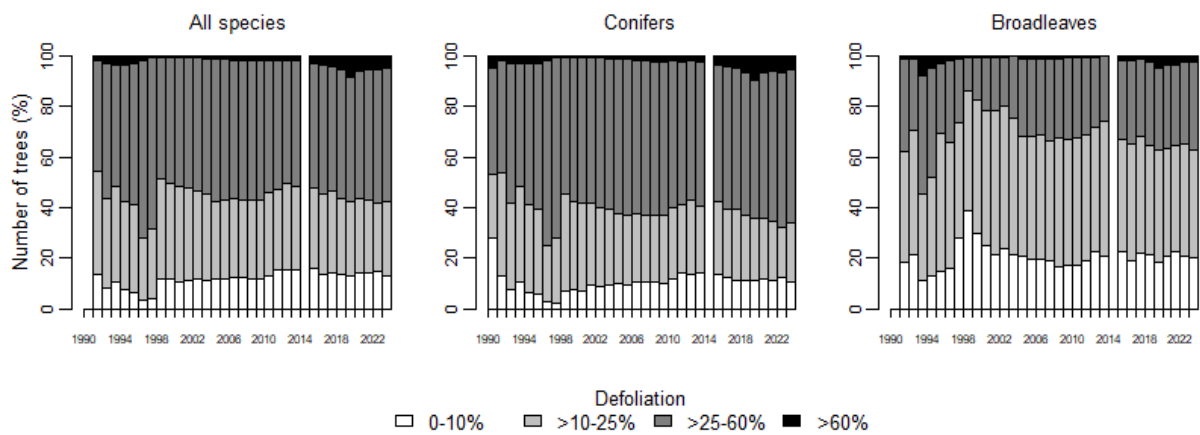 All species
Conifers
Broadleaves
Number of trees (%)
0 20 40 60 80 100
0 20 40 60 80 100
0 20 40 60 80 100
1990 1994 1998 2002 2006 2010 2014 2018 2022
1990 1994 1998 2002 2006 2010 2014 2018 2022
1990 1994 1998 2002 2006 2010 2014 2018 2022
Defoliation
0-10% >10-25% >25-60% >60%